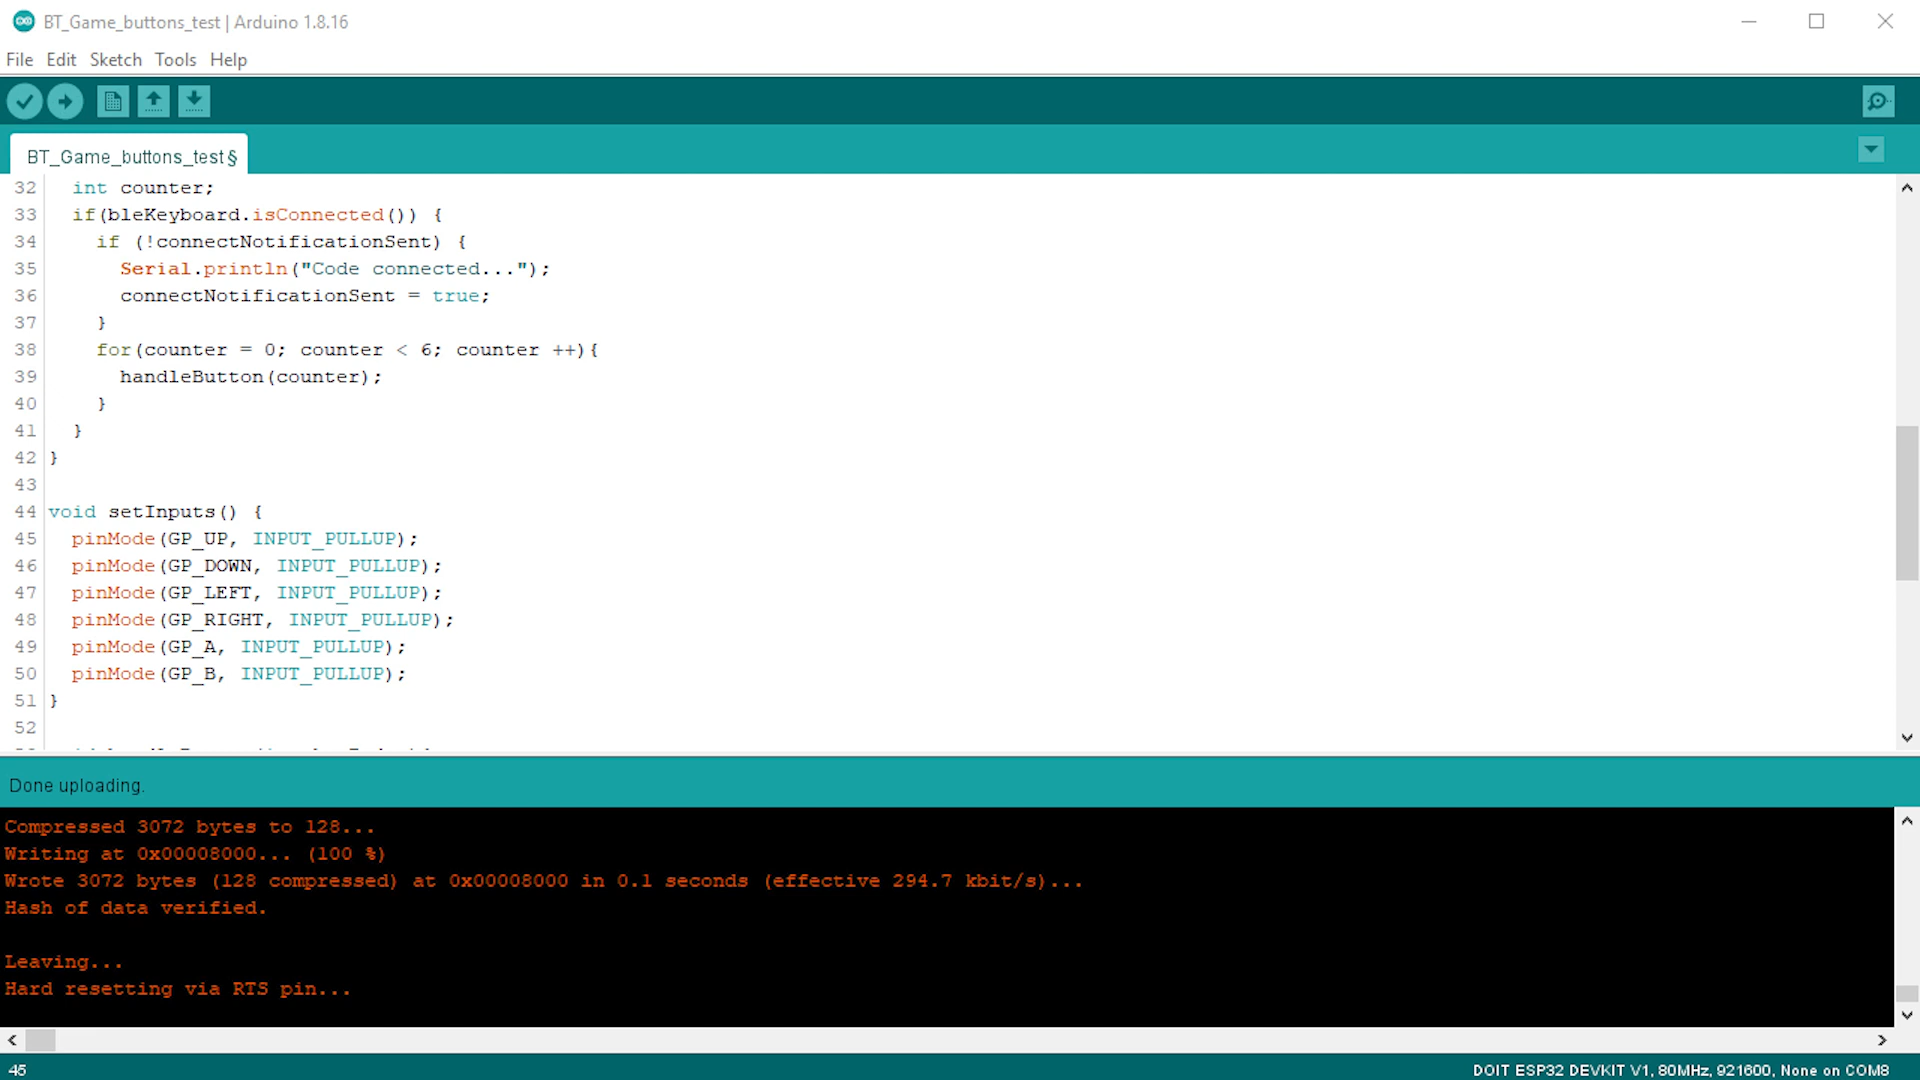 BT_Game_buttons_test | Arduino 1.8.16
File Edit Sketch Tools Help
BT_Game_buttons_test§
32 int counter;
33 if(bleKeyboard.isConnected()) {
34 if (!connectNotificationSent) {
35 Serial.println("Code connected...");
36 connectNotificationSent = true;
37 }
38 for(counter = 0; counter < 6; counter ++){
39 handleButton(counter);
40 }
41 }
42 }
43
44 void setInputs() {
45 pinMode(GP_UP, INPUT_PULLUP);
46 pinMode(GP_DOWN, INPUT_PULLUP);
47 pinMode(GP_LEFT, INPUT_PULLUP);
48 pinMode(GP_RIGHT, INPUT_PULLUP);
49 pinMode(GP_A, INPUT_PULLUP);
50 pinMode(GP_B, INPUT_PULLUP);
51 }
52
Done uploading.
Compressed 3072 bytes to 128...
Writing at 0x00008000... (100 %)
Wrote 3072 bytes (128 compressed) at 0x00008000 in 0.1 seconds (effective 294.7 kbit/s)...
Hash of data verified.
Leaving...
Hard resetting via RTS pin...
45
DOIT ESP32 DEVKIT V1, 80MHz, 921600, None on COM8